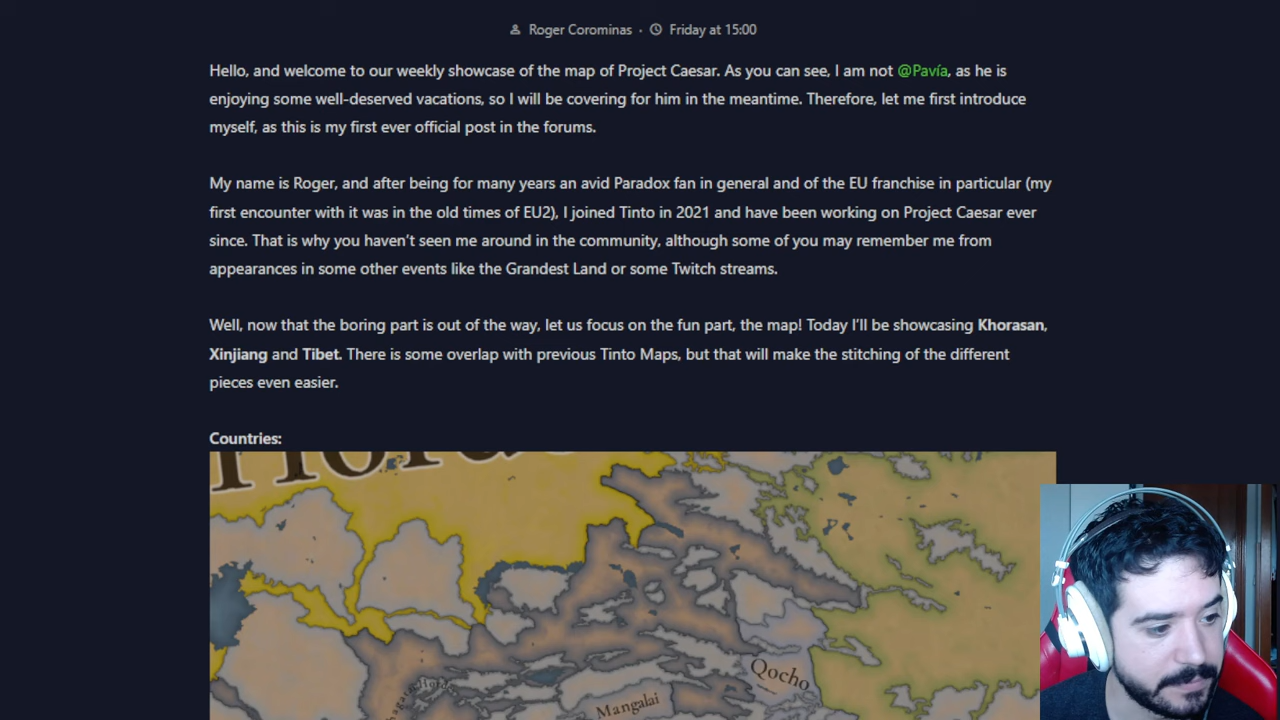 Roger Corominas · Friday at 15:00
Hello, and welcome to our weekly showcase of the map of Project Caesar. As you can see, I am not @Pavía, as he is
enjoying some well-deserved vacations, so I will be covering for him in the meantime. Therefore, let me first introduce
myself, as this is my first ever official post in the forums.
My name is Roger, and after being for many years an avid Paradox fan in general and of the EU franchise in particular (my
first encounter with it was in the old times of EU2), I joined Tinto in 2021 and have been working on Project Caesar ever
since. That is why you haven’t seen me around in the community, although some of you may remember me from
appearances in some other events like the Grandest Land or some Twitch streams.
Well, now that the boring part is out of the way, let us focus on the fun part, the map! Today I’ll be showcasing Khorasan,
Xinjiang and Tibet. There is some overlap with previous Tinto Maps, but that will make the stitching of the different
pieces even easier.
Countries:
Qocho
Mangalai